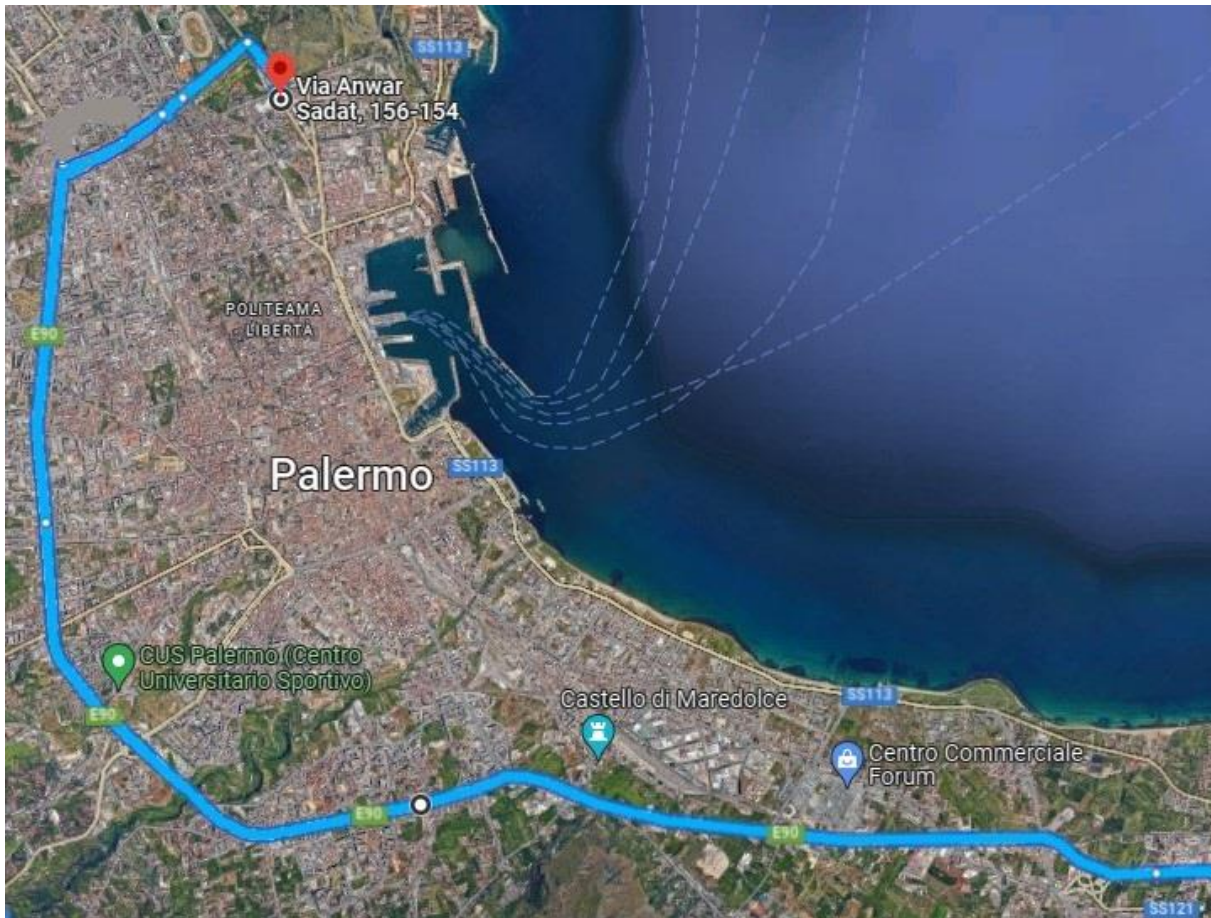 SS113
Via Anwar
Sadat, 156-154
POLITEAMA
LIBERTÀ
E90
Palermo
SS113
CUS Palermo (Centro
Universitario Sportivo)
E90
Castello di Maredolce
SS113
Centro Commerciale
Forum
E90
E90
SS121